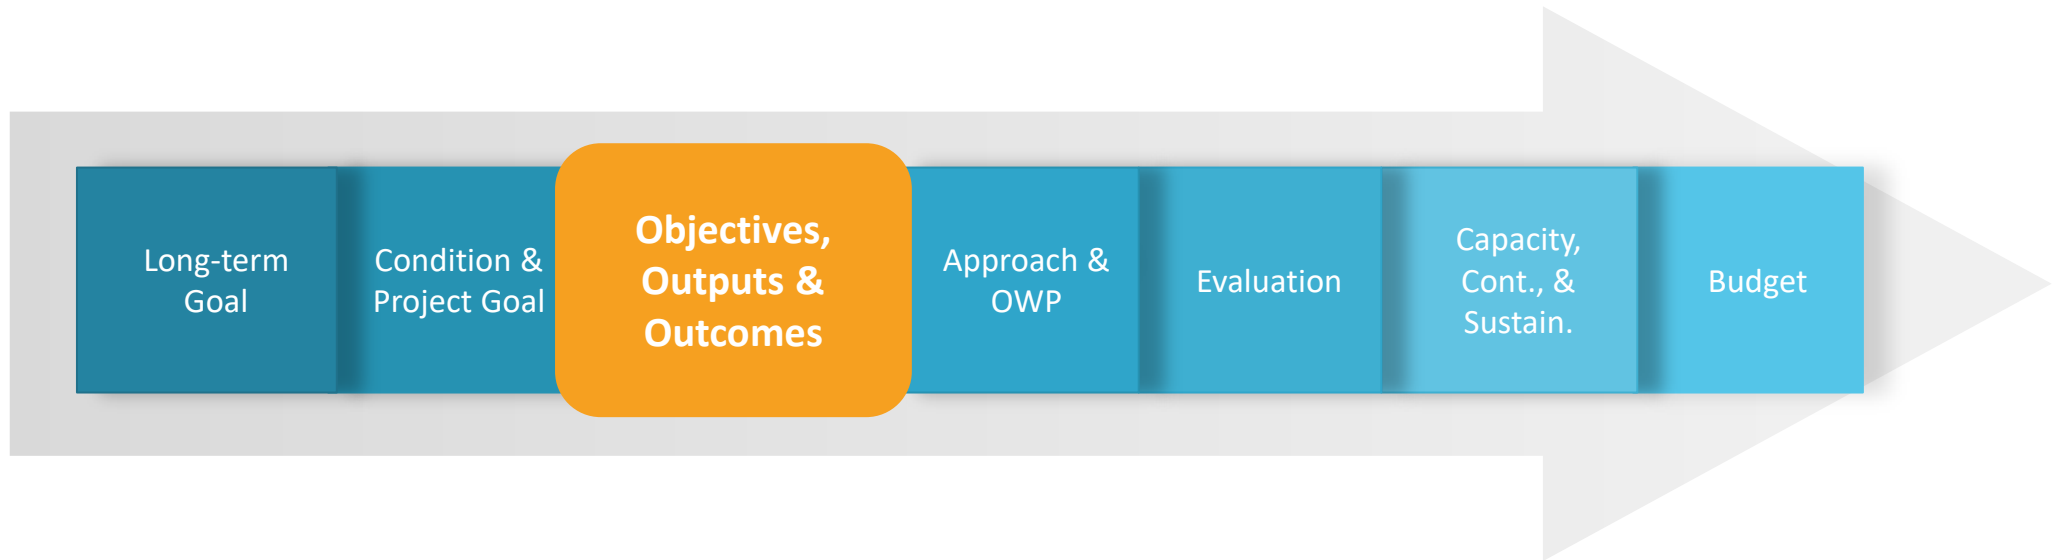 Long-term
Goal
Condition &
Project Goal
Objectives,
Outputs &
Outcomes
Approach &
OWP
Evaluation
Capacity,
Cont., &
Sustain.
Budget